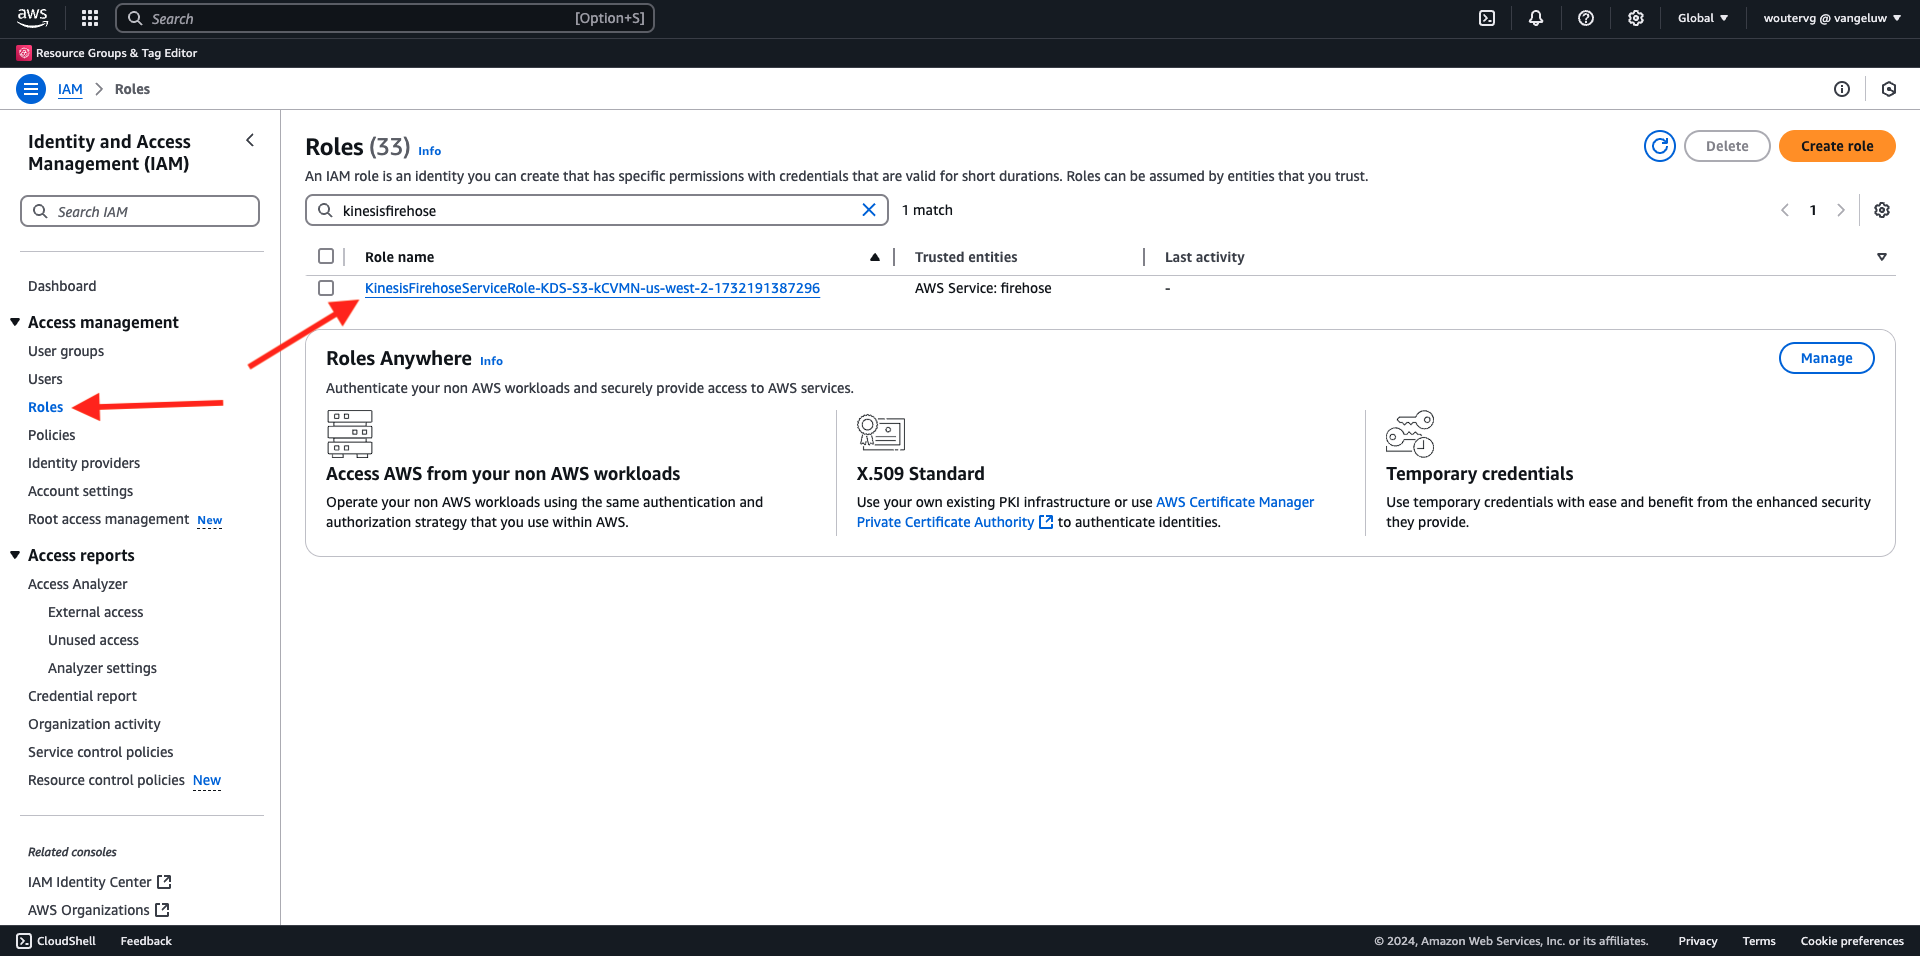 aws
Search
[Option+S]
Global
woutervg @ vangeluw
Resource Groups & Tag Editor
IAM
Roles
Identity and Access
Management (IAM)
Search IAM
Dashboard
Access management
User groups
Users
Roles
Policies
Identity providers
Account settings
Root access management New
Access reports
Access Analyzer
External access
Unused access
Analyzer settings
Credential report
Organization activity
Service control policies
Resource control policies New
Related consoles
IAM Identity Center
AWS Organizations
Roles (33) Info
Delete
Create role
An IAM role is an identity you can create that has specific permissions with credentials that are valid for short durations. Roles can be assumed by entities that you trust.
kinesisfirehose
1 match
1
Role name
Trusted entities
Last activity
KinesisFirehoseServiceRole-KDS-S3-kCVMN-us-west-2-1732191387296
AWS Service: firehose
-
Roles Anywhere Info
Manage
Authenticate your non AWS workloads and securely provide access to AWS services.
Access AWS from your non AWS workloads
Operate your non AWS workloads using the same authentication and
authorization strategy that you use within AWS.
X.509 Standard
Use your own existing PKI infrastructure or use AWS Certificate Manager
Private Certificate Authority to authenticate identities.
Temporary credentials
Use temporary credentials with ease and benefit from the enhanced security
they provide.
CloudShell
Feedback
© 2024, Amazon Web Services, Inc. or its affiliates.
Privacy
Terms
Cookie preferences